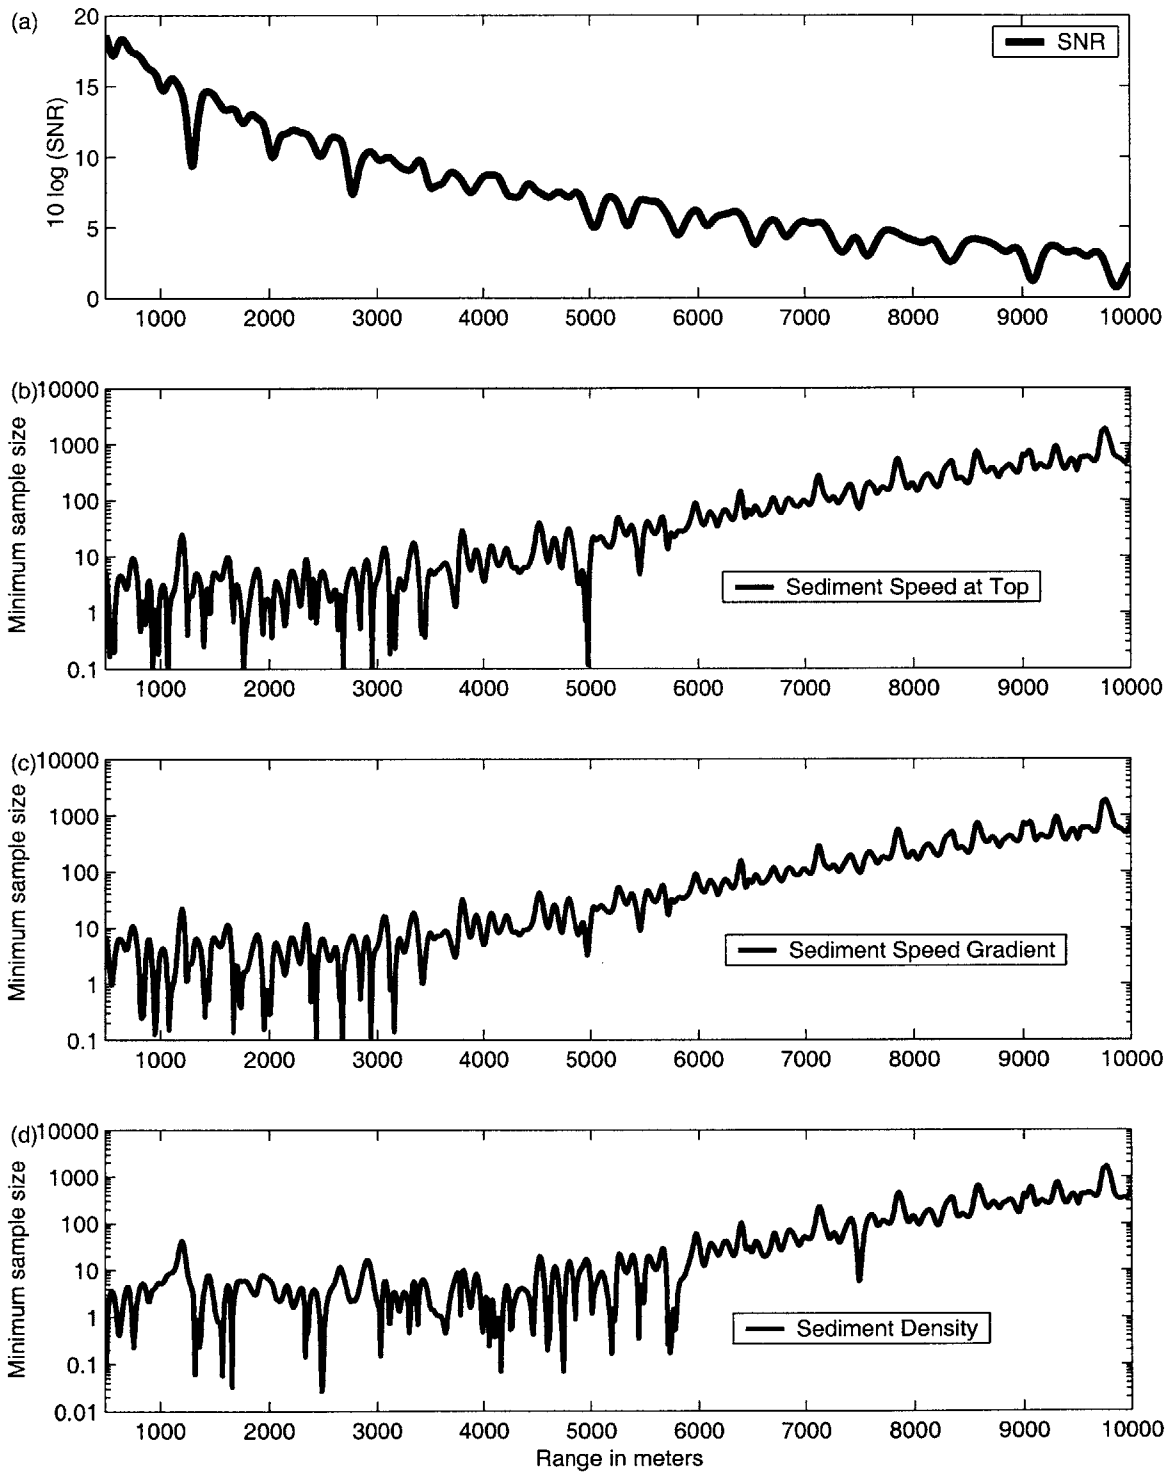 (a)
20
15
10
5
0
10 log (SNR)
SNR
1000 2000 3000 4000 5000 6000 7000 8000 9000 10000
(b)
10000
1000
100
10
1
0.1
Minimum sample size
Sediment Speed at Top
1000 2000 3000 4000 5000 6000 7000 8000 9000 10000
(c)
10000
1000
100
10
1
0.1
Minimum sample size
Sediment Speed Gradient
1000 2000 3000 4000 5000 6000 7000 8000 9000 10000
(d)
10000
1000
100
10
1
0.1
0.01
Minimum sample size
Sediment Density
1000 2000 3000 4000 5000 6000 7000 8000 9000 10000
Range in meters